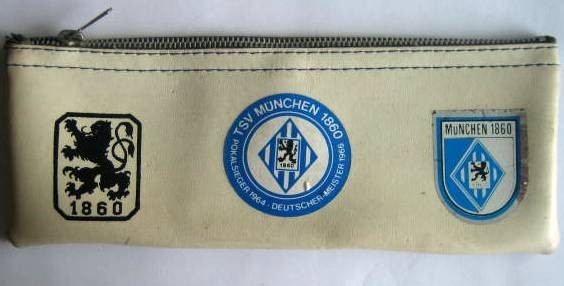 1860
TSV MÜNCHEN 1860
POKALSIEGER 1964 · DEUTSCHER-MEISTER 1966
1860
MÜNCHEN 1860